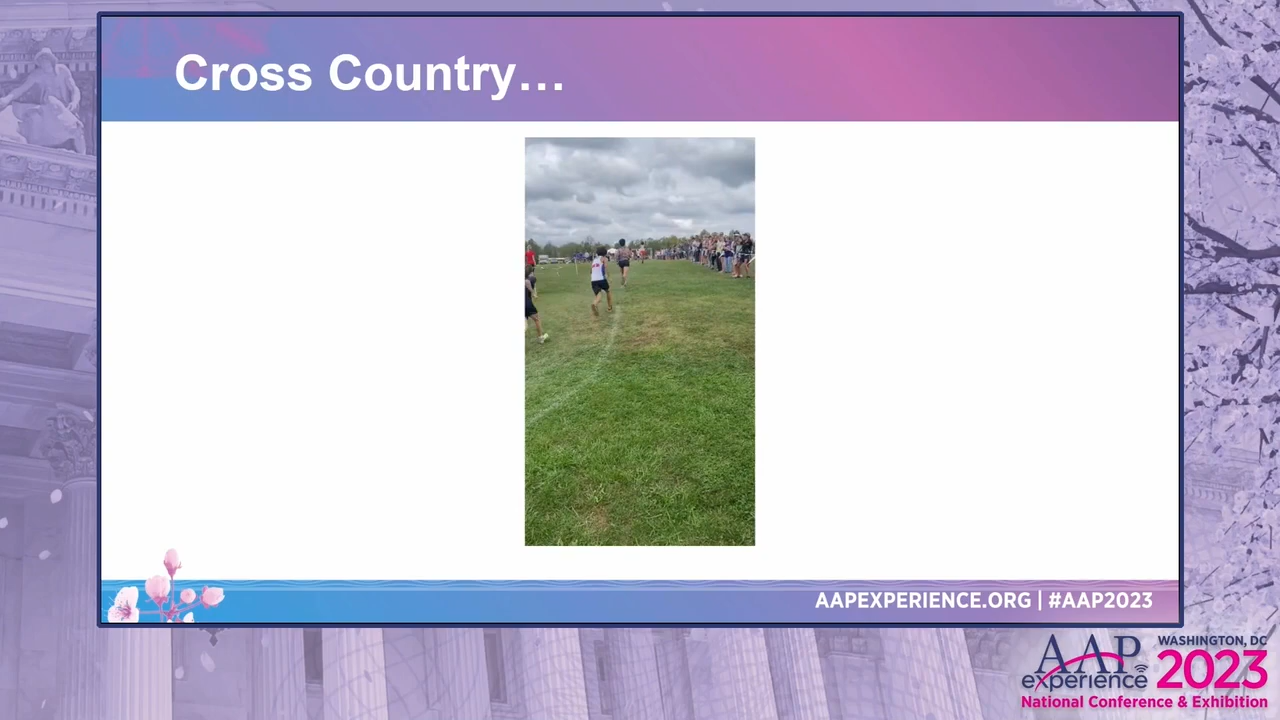 Cross Country…
AAPEXPERIENCE.ORG | #AAP2023
AAP
experience
WASHINGTON, DC
2023
National Conference & Exhibition